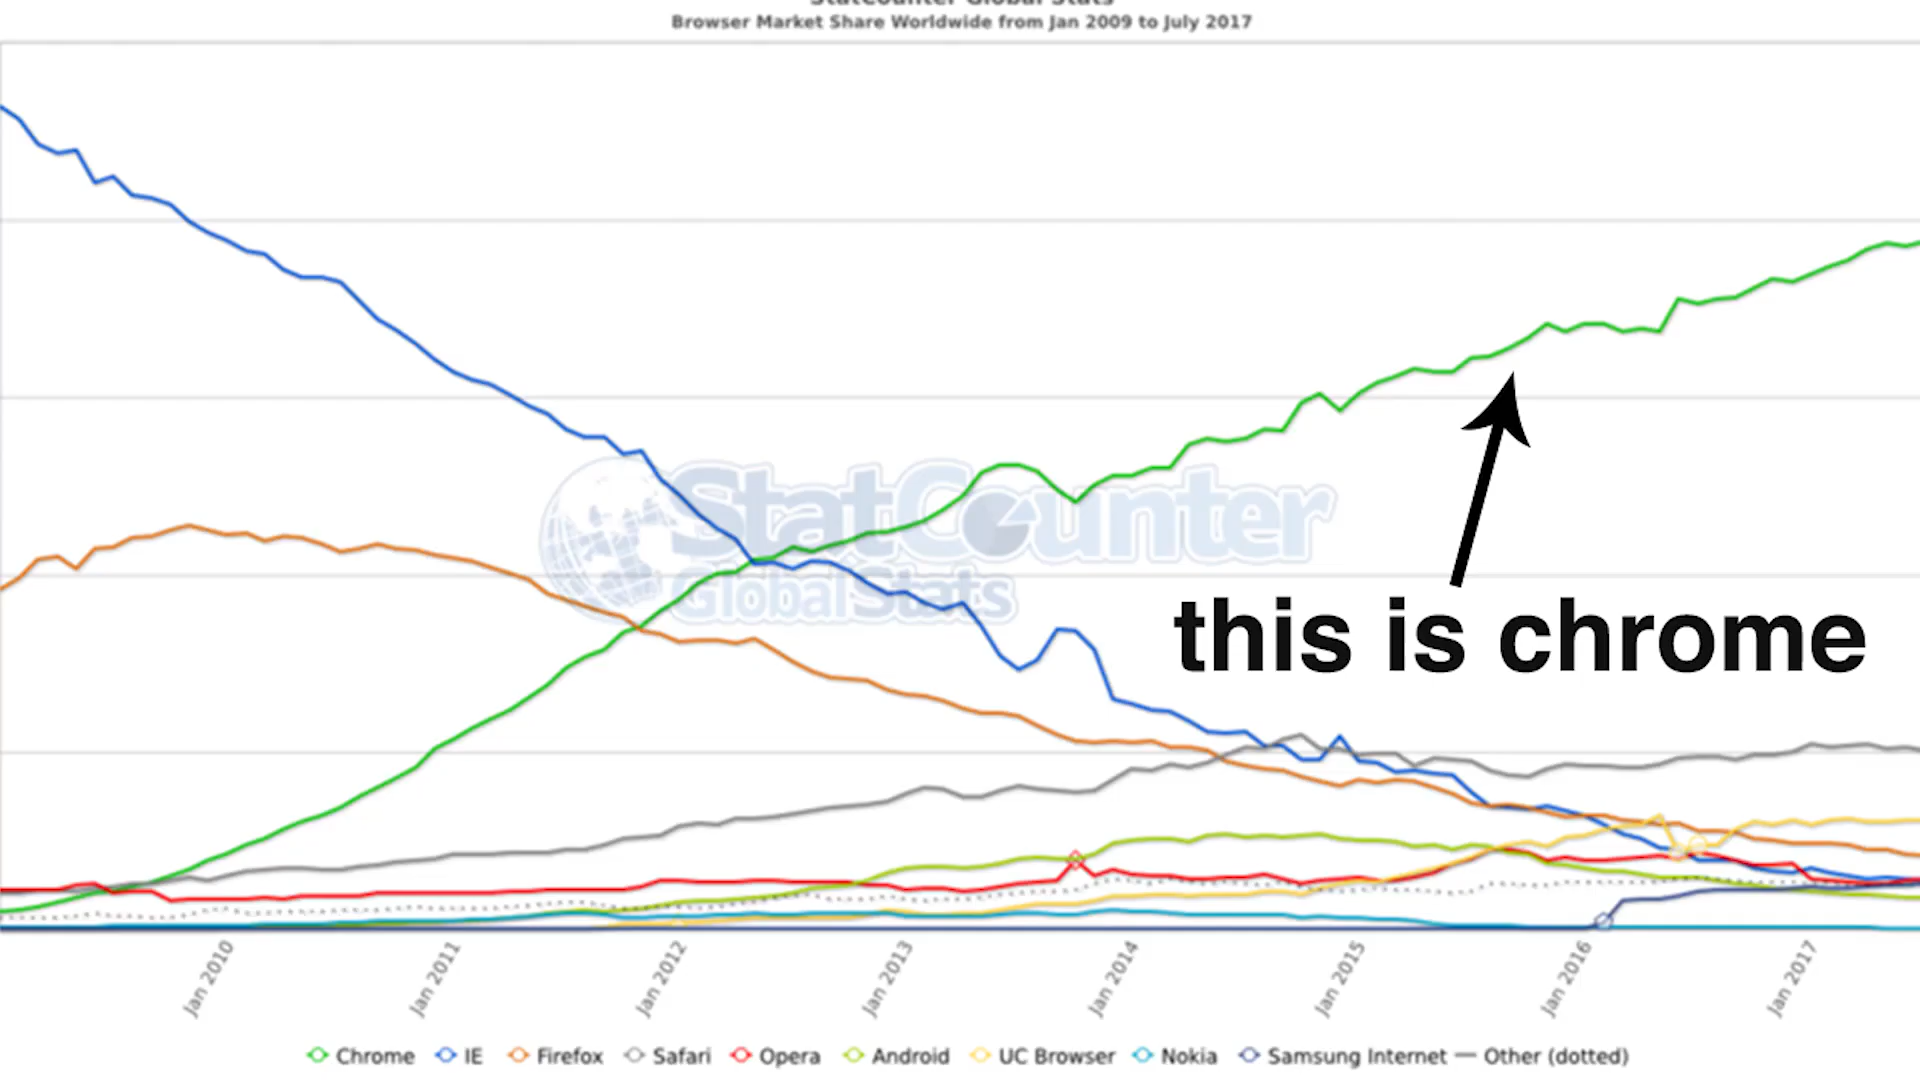 StatCounter Global Stats
Browser Market Share Worldwide from Jan 2009 to July 2017
StatCounter
GlobalStats
this is chrome
Jan 2010
Jan 2011
Jan 2012
Jan 2013
Jan 2014
Jan 2015
Jan 2016
Jan 2017
Chrome IE Firefox Safari Opera Android UC Browser Nokia Samsung Internet Other (dotted)